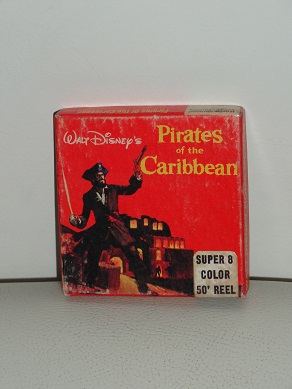 Walt Disney's
Pirates
of the
Caribbean
SUPER 8
COLOR
50' REEL